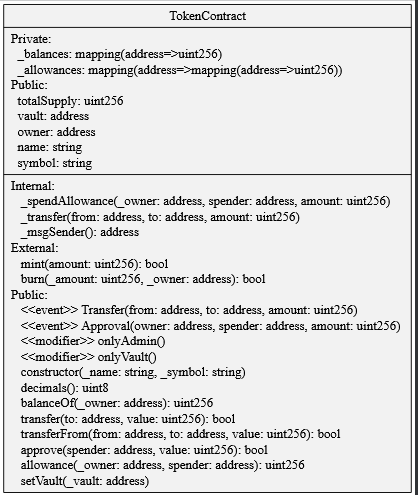 TokenContract
Private:
_balances: mapping(address=>uint256)
_allowances: mapping(address=>mapping(address=>uint256))
Public:
totalSupply: uint256
vault: address
owner: address
name: string
symbol: string
Internal:
_spendAllowance(_owner: address, spender: address, amount: uint256)
_transfer(from: address, to: address, amount: uint256)
_msgSender(): address
External:
mint(amount: uint256): bool
burn(_amount: uint256, _owner: address): bool
Public:
<<event>> Transfer(from: address, to: address, amount: uint256)
<<event>> Approval(owner: address, spender: address, amount: uint256)
<<modifier>> onlyAdmin()
<<modifier>> onlyVault()
constructor(_name: string, _symbol: string)
decimals(): uint8
balanceOf(_owner: address): uint256
transfer(to: address, value: uint256): bool
transferFrom(from: address, to: address, value: uint256): bool
approve(spender: address, value: uint256): bool
allowance(_owner: address, spender: address): uint256
setVault(_vault: address)